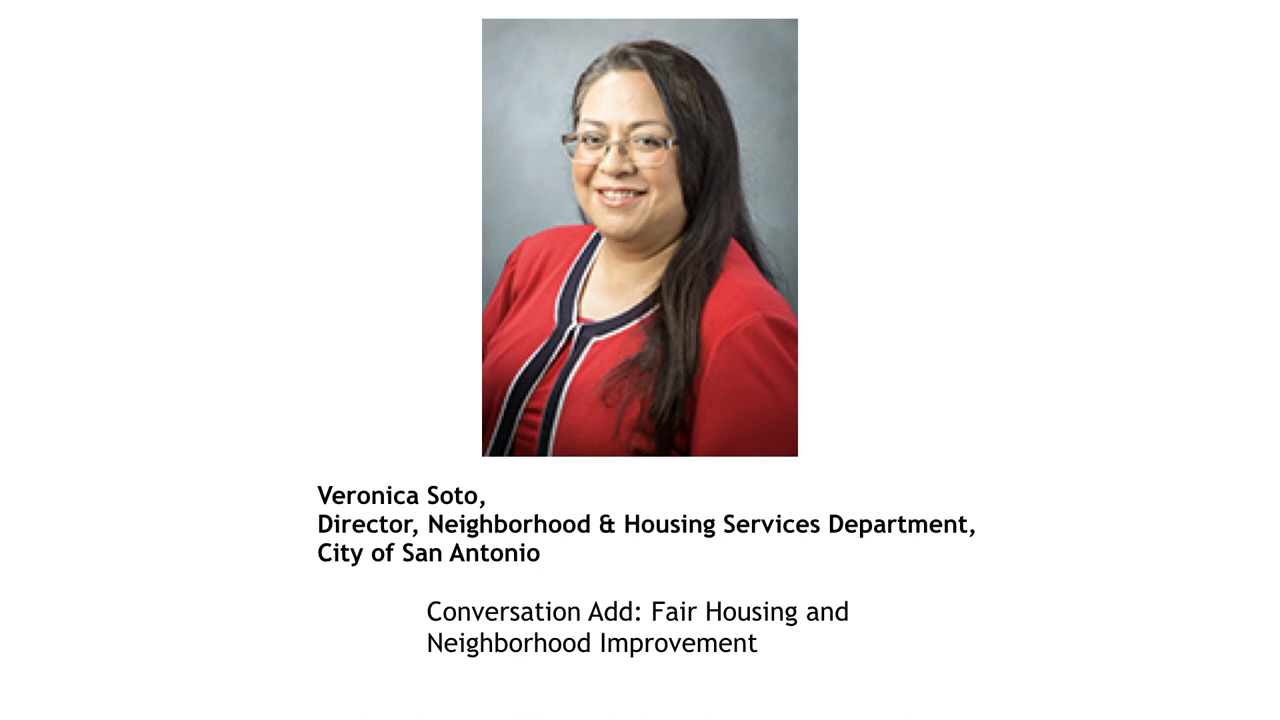 Veronica Soto,
Director, Neighborhood & Housing Services Department,
City of San Antonio
Conversation Add: Fair Housing and
Neighborhood Improvement